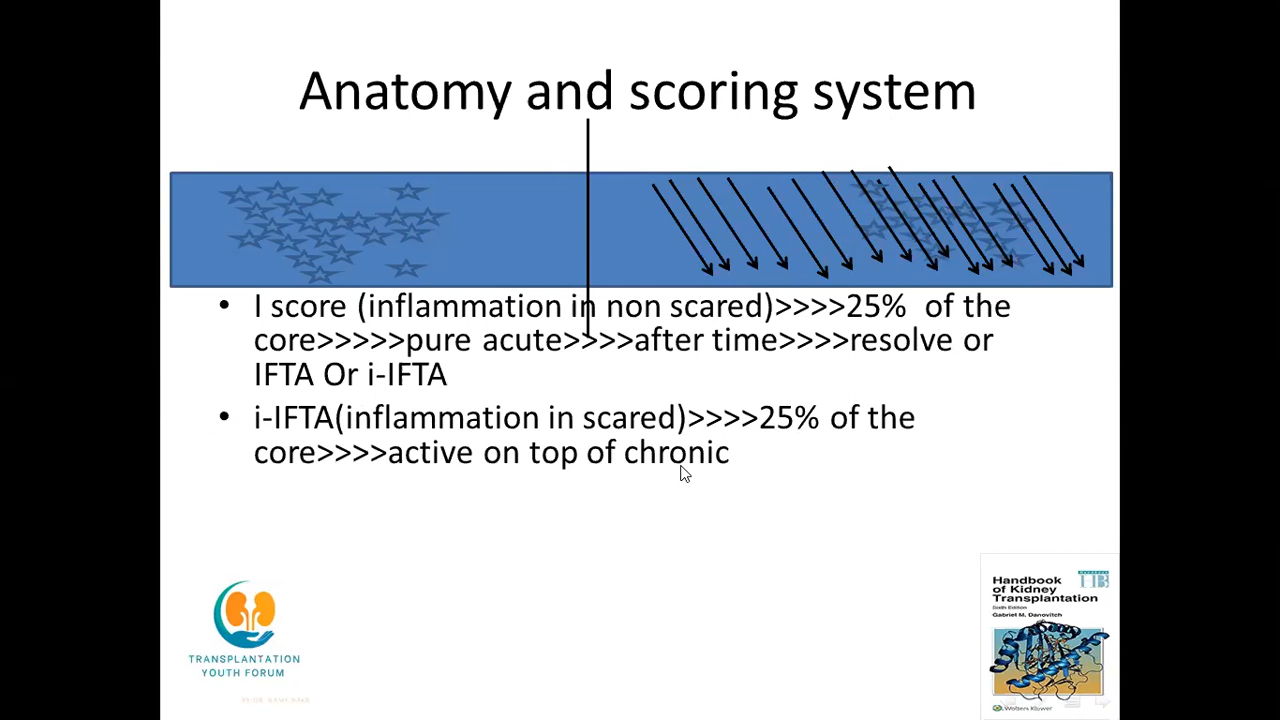 Anatomy and scoring system
• I score (inflammation in non scared)>>>>25% of the
core>>>>>pure acute>>>>after time>>>>resolve or
IFTA Or i-IFTA
• i-IFTA(inflammation in scared)>>>>25% of the
core>>>>active on top of chronic
TRANSPLANTATION
YOUTH FORUM
Handbook
of Kidney
Transplantation
Sixth Edition
Gabriel M. Danovitch
Wolters Kluwer